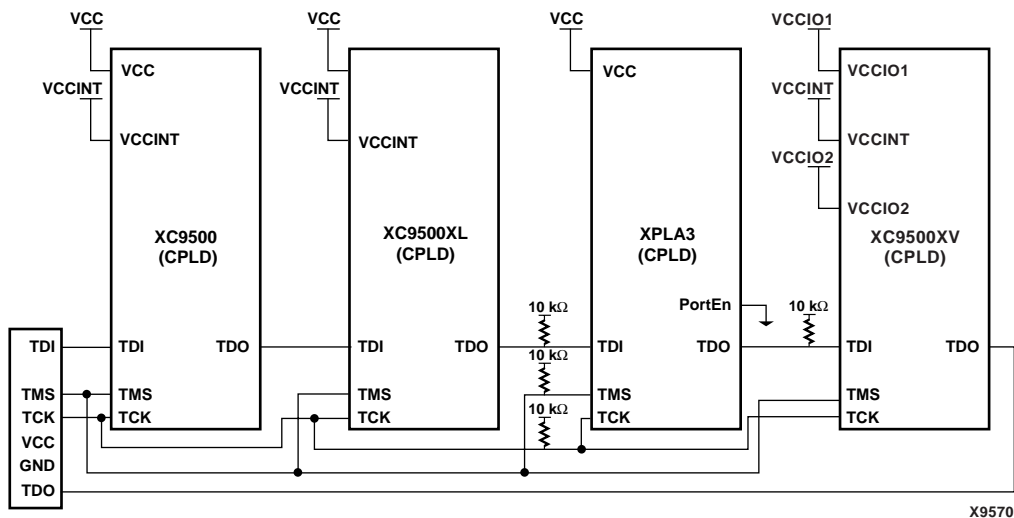 VCC
VCC
VCC
VCCIO1
VCC
VCCINT
VCCINT
VCC
VCCIO1
VCCINT
VCCINT
VCCINT
VCCINT
VCCIO2
VCCIO2
XC9500
(CPLD)
XC9500XL
(CPLD)
XPLA3
(CPLD)
XC9500XV
(CPLD)
PortEn
10 kΩ
10 kΩ
TDI
TDI
TDO
TDI
TDO
TDI
TDO
TDI
TDO
10 kΩ
TMS
TMS
TMS
TMS
TMS
TCK
TCK
TCK
10 kΩ
TCK
TCK
VCC
GND
TDO
X9570